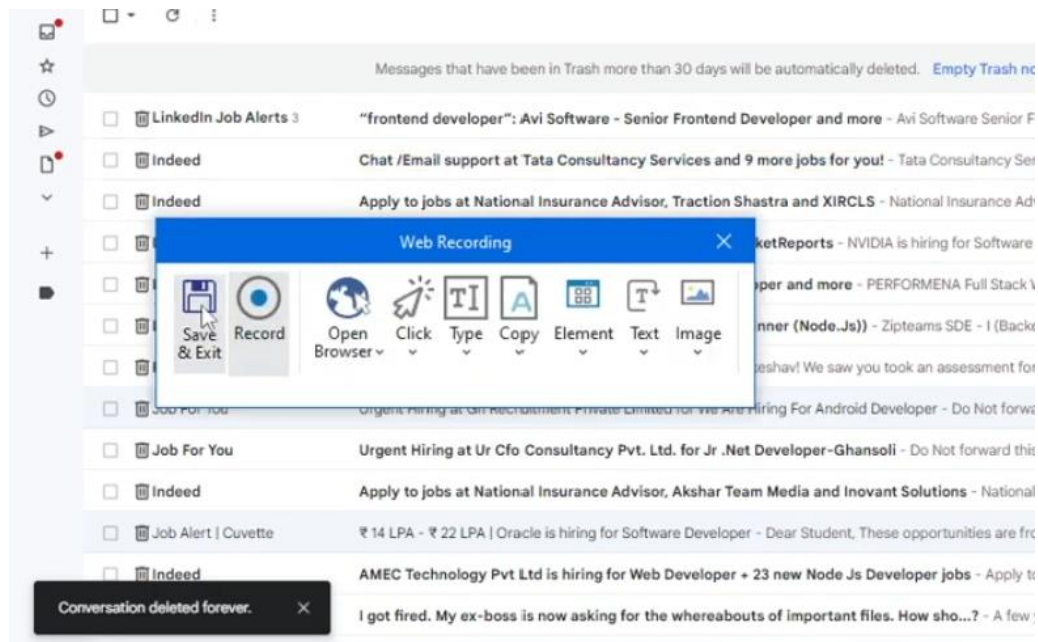 Messages that have been in Trash more than 30 days will be automatically deleted. Empty Trash
LinkedIn Job Alerts 3 "frontend developer": Avi Software - Senior Frontend Developer and more - Avi Software Senior
Indeed Chat /Email support at Tata Consultancy Services and 9 more jobs for you! - Tata Consultancy
Indeed Apply to jobs at National Insurance Advisor, Traction Shastra and XIRCLS - National Insurance
Web Recording
ketReports - NVIDIA is hiring for Software
and more - PERFORMENA Full Stack
(Node.Js)) - Zipteams SDE - I
We saw you took an assessment for
Save & Exit
Record
Open Browser
Click
Type
Copy
Element
Text
Image
Hiring For Android Developer - Do Not
Job For You Urgent Hiring at Ur Cfo Consultancy Pvt. Ltd. for Jr .Net Developer-Ghansoli - Do Not forward this
Indeed Apply to jobs at National Insurance Advisor, Akshar Team Media and Inovant Solutions - National
Job Alert | Cuvette ₹ 14 LPA - ₹ 22 LPA | Oracle is hiring for Software Developer - Dear Student, These opportunities are
Indeed AMEC Technology Pvt Ltd is hiring for Web Developer + 23 new Node Js Developer jobs - Apply
Conversation deleted forever.
I got fired. My ex-boss is now asking for the whereabouts of important files. How sho...? - A few